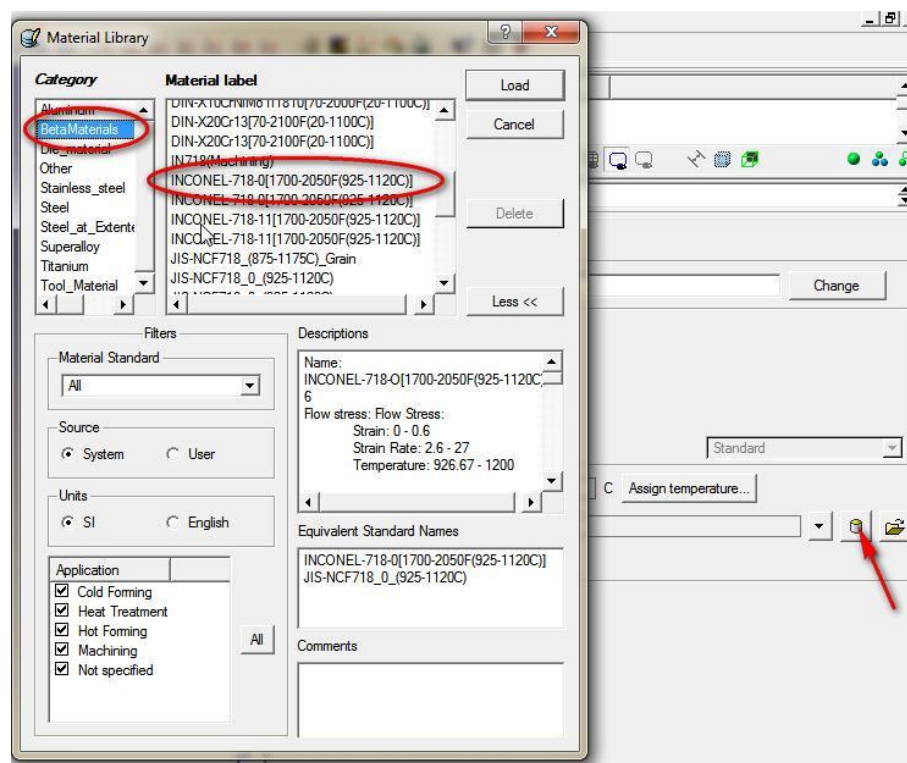 Material Library
Category
Material label
Aluminum
BetaMaterials
Die_material
Other
Stainless_steel
Steel
Steel_at_Extente
Superalloy
Titanium
Tool_Material
DIN-X20Cr13[70-2100F(20-1100C)]
DIN-X20Cr13[70-2100F(20-1100C)]
IN718(Machining)
INCONEL-718-0[1700-2050F(925-1120C)]
INCONEL-718-0[1700-2050F(925-1120C)]
INCONEL-718-11[1700-2050F(925-1120C)]
INCONEL-718-11[1700-2050F(925-1120C)]
JIS-NCF718_(875-1175C)_Grain
JIS-NCF718_0_(925-1120C)
Load
Cancel
Delete
Less <<
Filters
Material Standard
All
Source
System
User
Units
SI
English
Application
Cold Forming
Heat Treatment
Hot Forming
Machining
Not specified
All
Descriptions
Name:
INCONEL-718-O[1700-2050F(925-1120C)
6
Flow stress: Flow Stress:
Strain: 0 - 0.6
Strain Rate: 2.6 - 27
Temperature: 926.67 - 1200
Equivalent Standard Names
INCONEL-718-0[1700-2050F(925-1120C)]
JIS-NCF718_0_(925-1120C)
Comments
Change
Standard
C
Assign temperature...